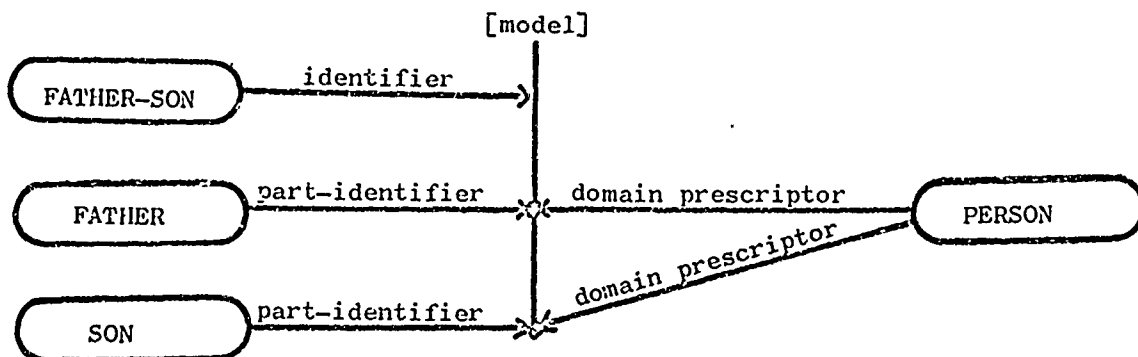 [model]
identifier
FATHER-SON
part-identifier
domain prescriptor
FATHER
PERSON
domain prescriptor
part-identifier
SON